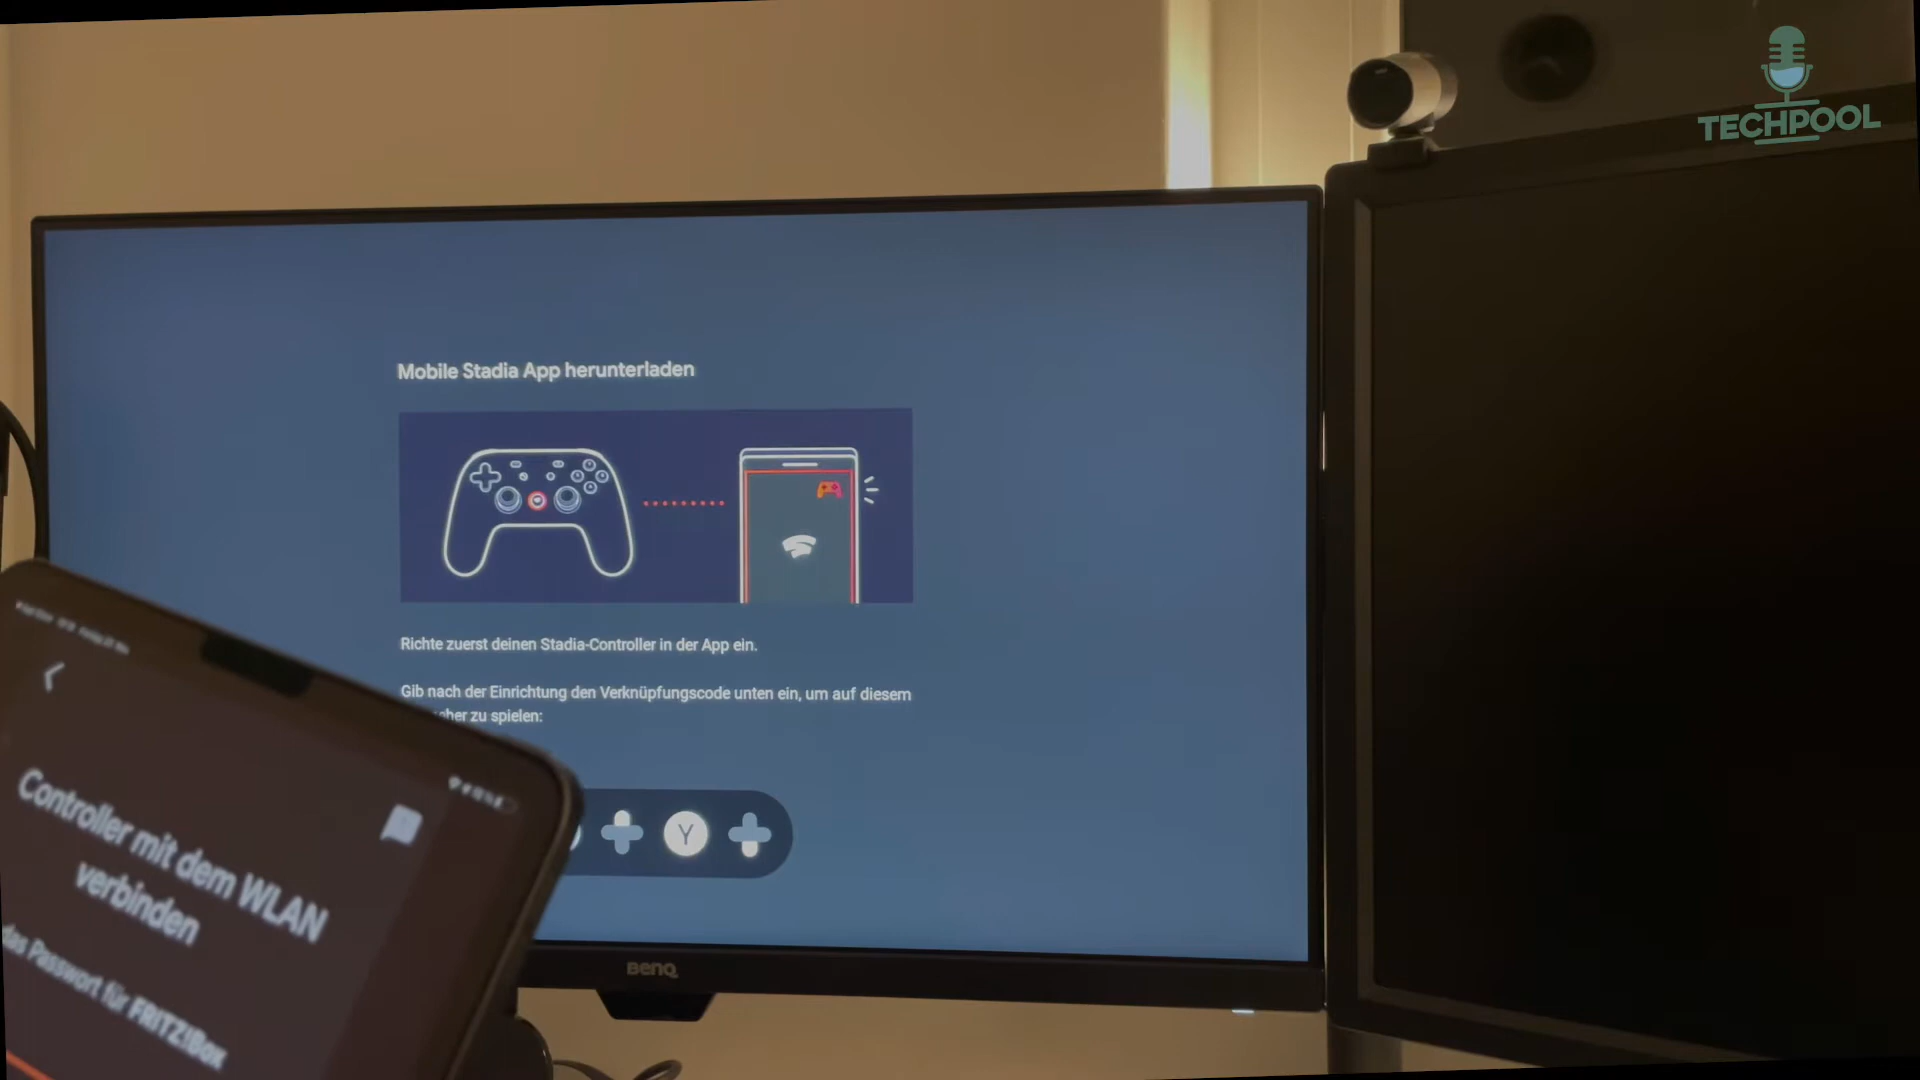 TECHPOOL
Mobile Stadia App herunterladen
Richte zuerst deinen Stadia-Controller in der App ein.
Gib nach der Einrichtung den Verknüpfungscode unten ein, um auf diesem
zu spielen:
Y
BenQ
Controller mit dem WLAN
verbinden
das Passwort für FRITZ!Box